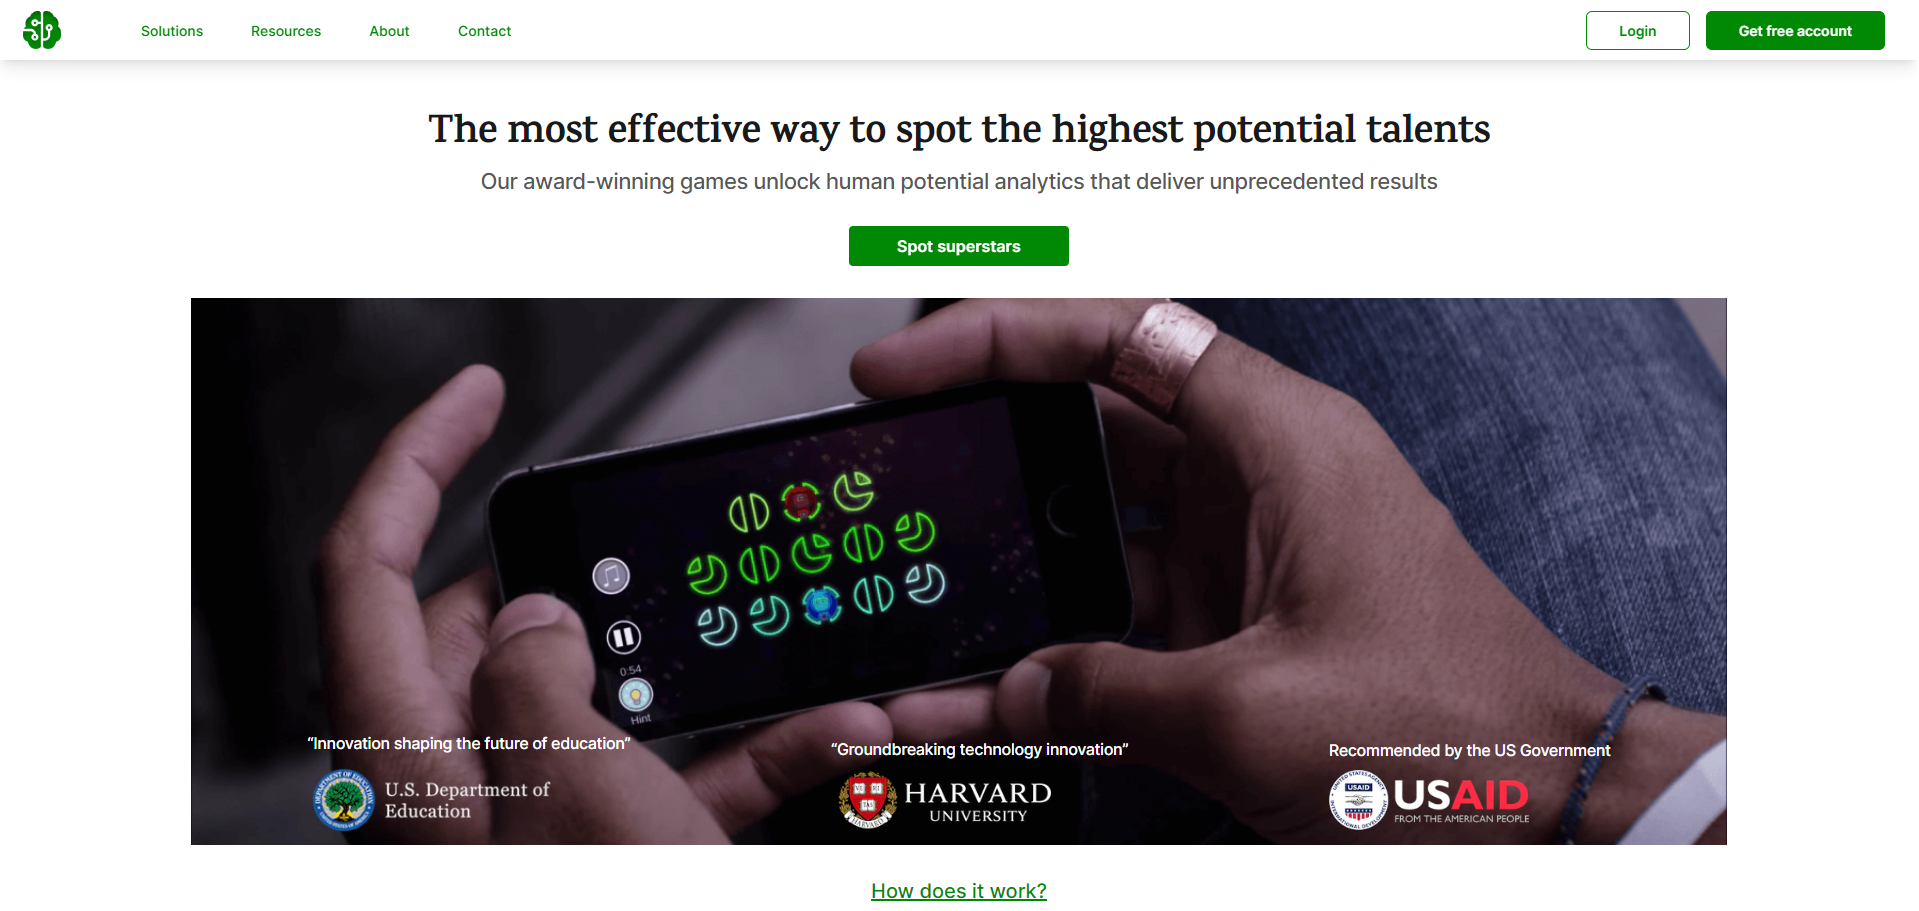 Solutions
Resources
About
Contact
Login
Get free account
The most effective way to spot the highest potential talents
Our award-winning games unlock human potential analytics that deliver unprecedented results
Spot superstars
0:54
Hint
“Innovation shaping the future of education”
U.S. Department of
Education
“Groundbreaking technology innovation”
HARVARD
UNIVERSITY
Recommended by the US Government
USAID
USAID
FROM THE AMERICAN PEOPLE
How does it work?